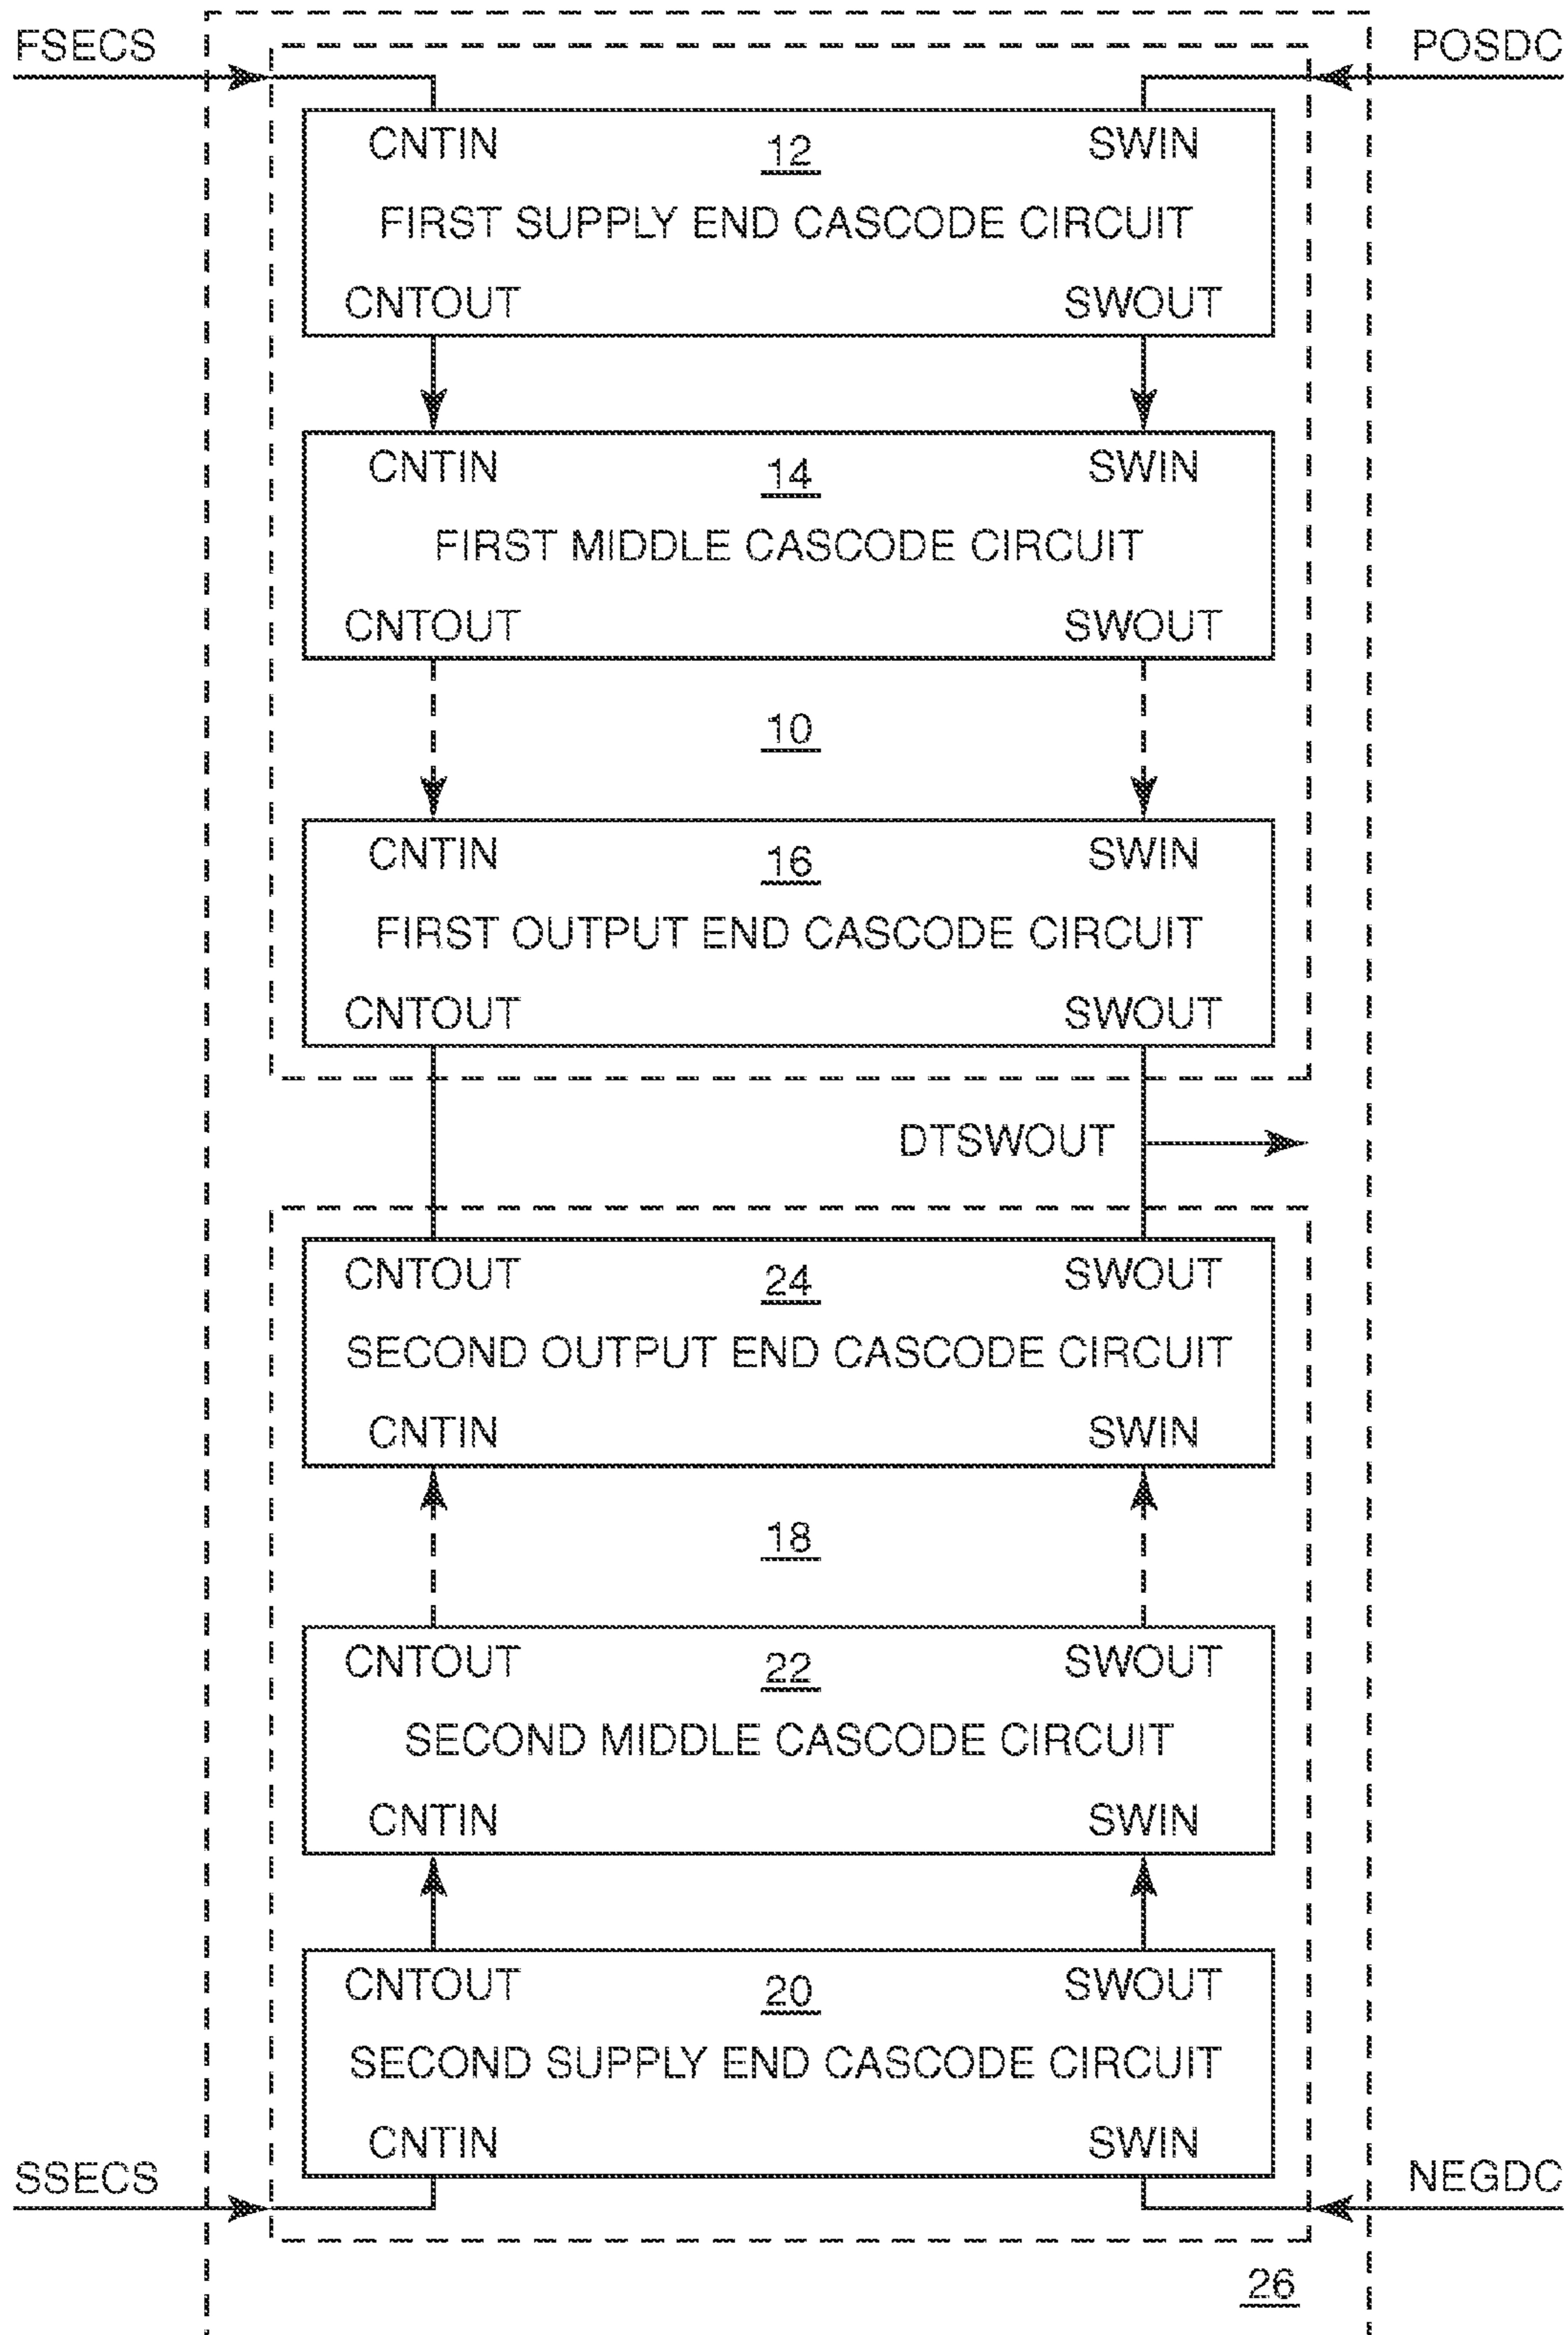 FSECS
POSDC
CNTIN 12 SWIN
FIRST SUPPLY END CASCODE CIRCUIT
CNTOUT SWOUT
CNTIN 14 SWIN
FIRST MIDDLE CASCODE CIRCUIT
CNTOUT SWOUT
10
CNTIN 16 SWIN
FIRST OUTPUT END CASCODE CIRCUIT
CNTOUT SWOUT
DTSWOUT
CNTOUT 24 SWOUT
SECOND OUTPUT END CASCODE CIRCUIT
CNTIN SWIN
18
CNTOUT 22 SWOUT
SECOND MIDDLE CASCODE CIRCUIT
CNTIN SWIN
CNTOUT 20 SWOUT
SECOND SUPPLY END CASCODE CIRCUIT
CNTIN SWIN
SSECS
NEGDC
26